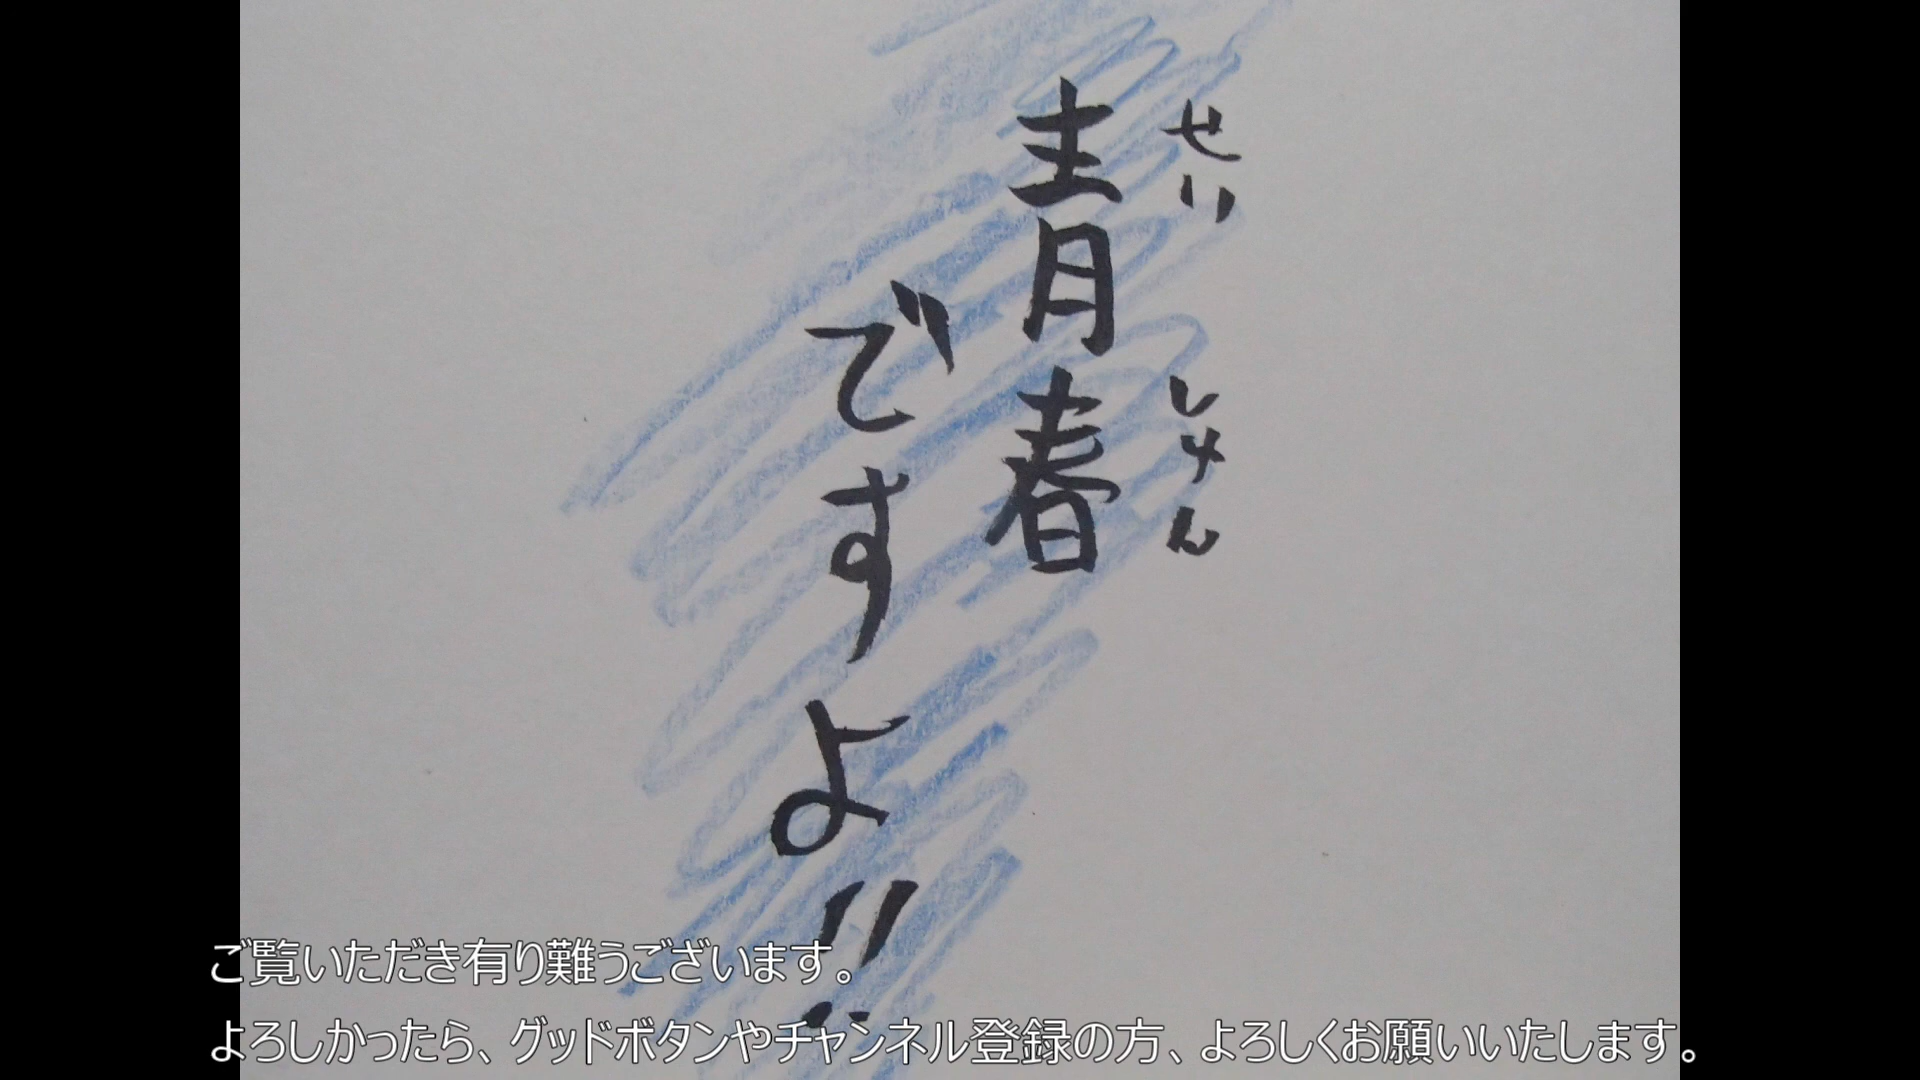 青春
せいしゅん
ですよ!!
ご覧いただき有り難うございます。
よろしかったら、グッドボタンやチャンネル登録の方、よろしくお願いいたします。